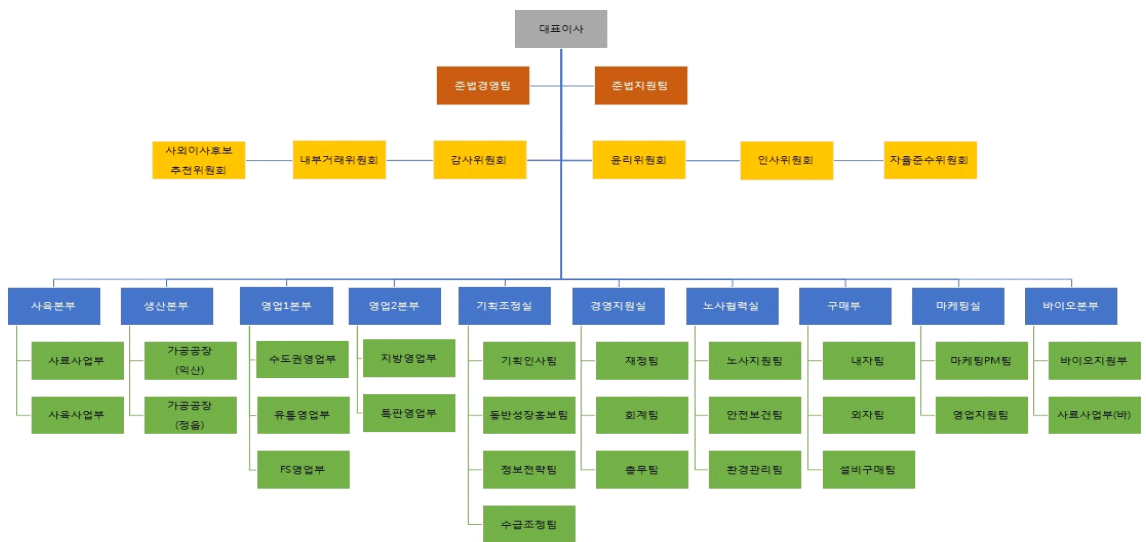 대표이사
준법경영팀
준법지원팀
사외이사후보
추천위원회
내부거래위원회
감사위원회
윤리위원회
인사위원회
자율준수위원회
사육본부
생산본부
영업1본부
영업2본부
기획조정실
경영지원실
노사협력실
구매부
마케팅실
바이오본부
사료사업부
가공공장
(익산)
수도권영업부
지방영업부
기획인사팀
재정팀
노사지원팀
내자팀
마케팅PM팀
바이오지원부
사육사업부
가공공장
(정읍)
유통영업부
특판영업부
동반성장홍보팀
회계팀
안전보건팀
외자팀
영업지원팀
사료사업부(바)
FS영업부
정보전략팀
총무팀
환경관리팀
설비구매팀
수급조정팀